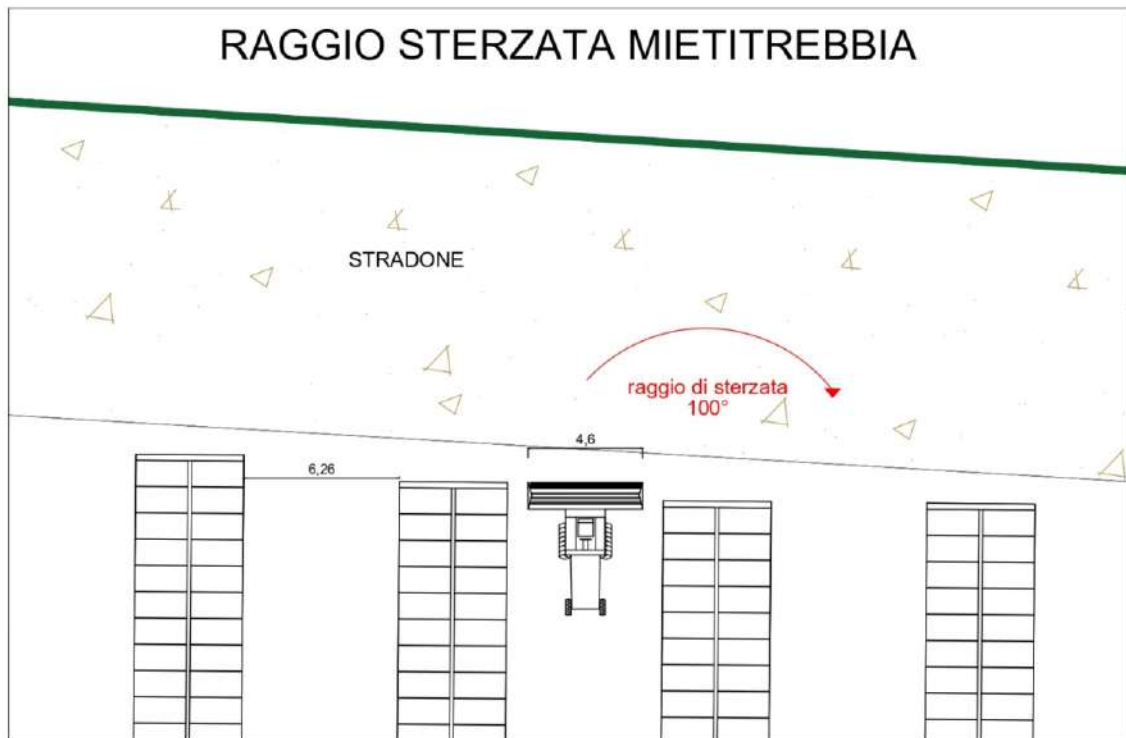 RAGGIO STERZATA MIETITREBBIA
STRADONE
raggio di sterzata
100°
4,6
6,26